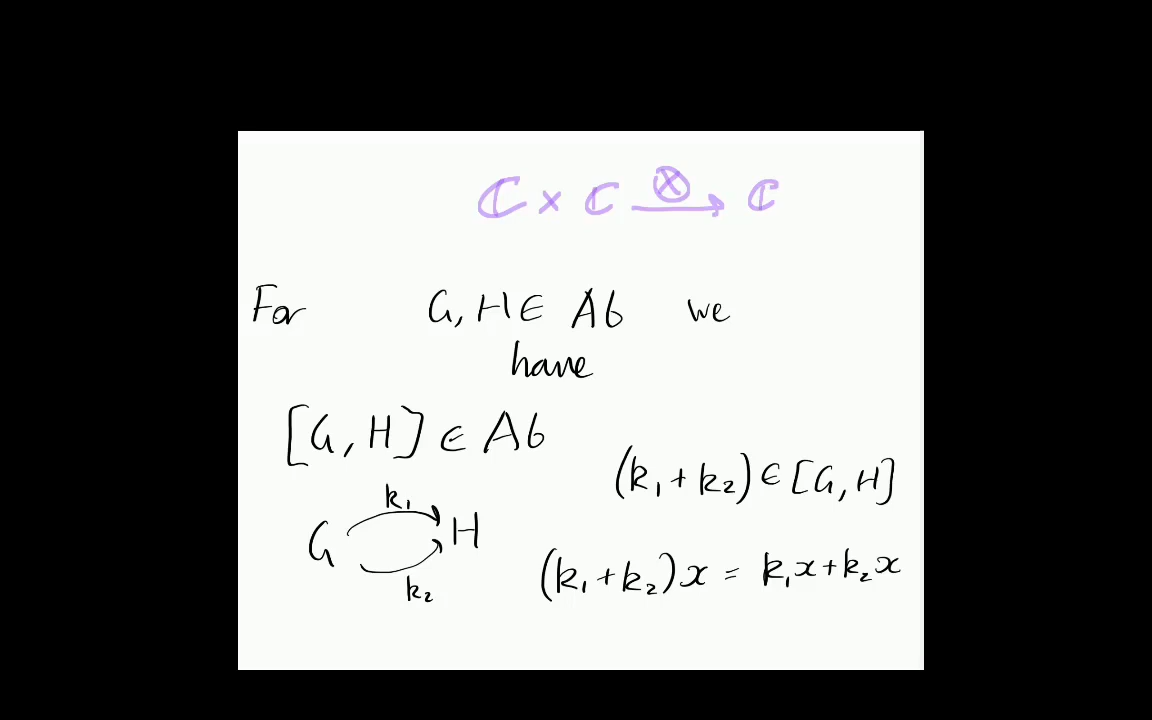 ℂ × ℂ ⊗→ ℂ
For G, H ∈ Ab we
have
[G, H] ∈ Ab
(k₁ + k₂) ∈ [G, H]
k₁
G H
k₂
(k₁ + k₂)x = k₁x + k₂x